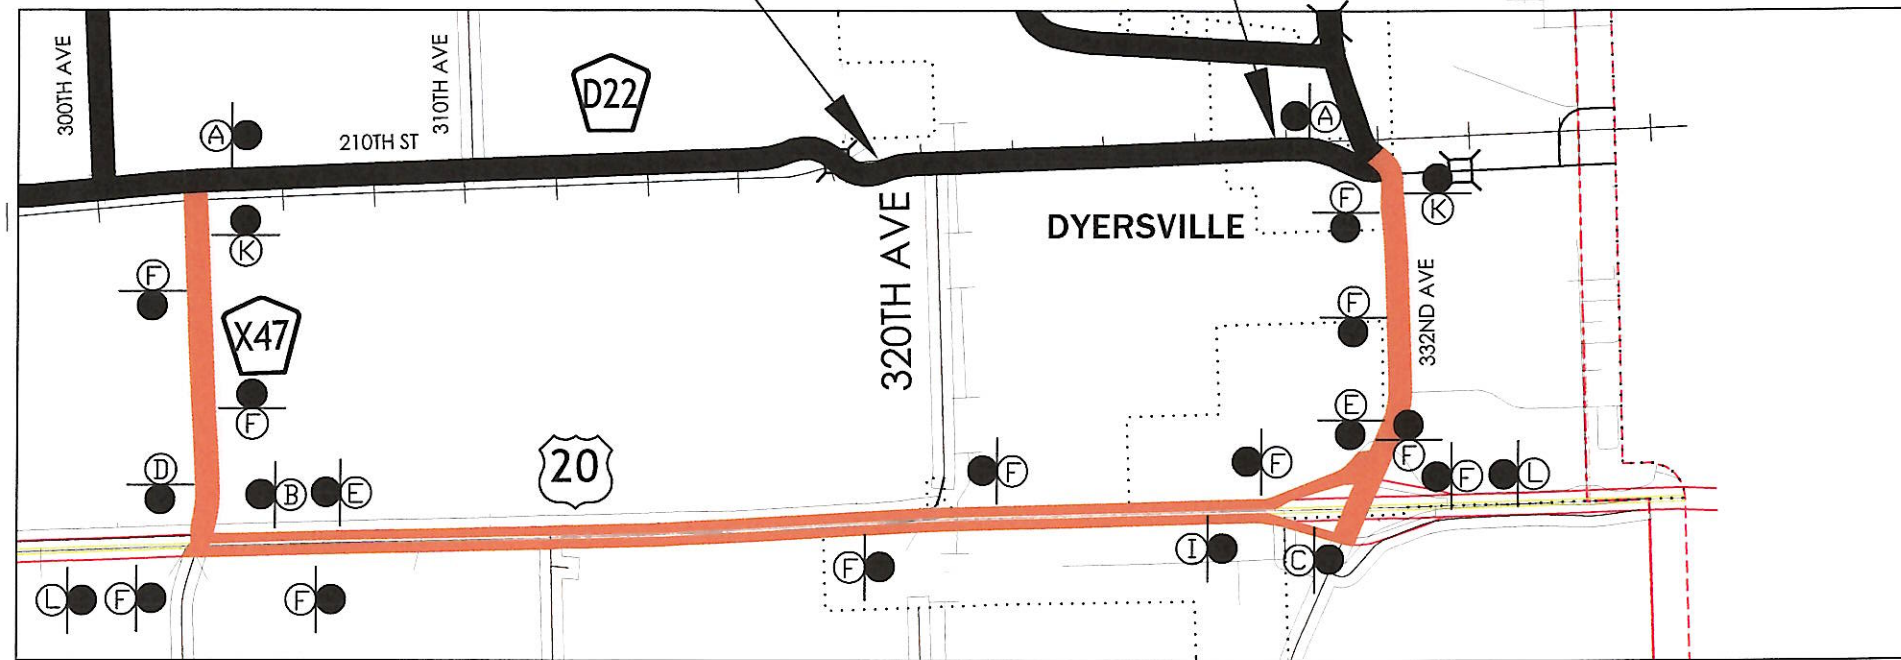 300TH AVE
310TH AVE
D22
A
210TH ST
A
K
F
K
F
DYERSVILLE
320TH AVE
X47
F
F
332ND AVE
E
F
F
D
B
E
20
F
F
F
L
I
C
F
L
F
F